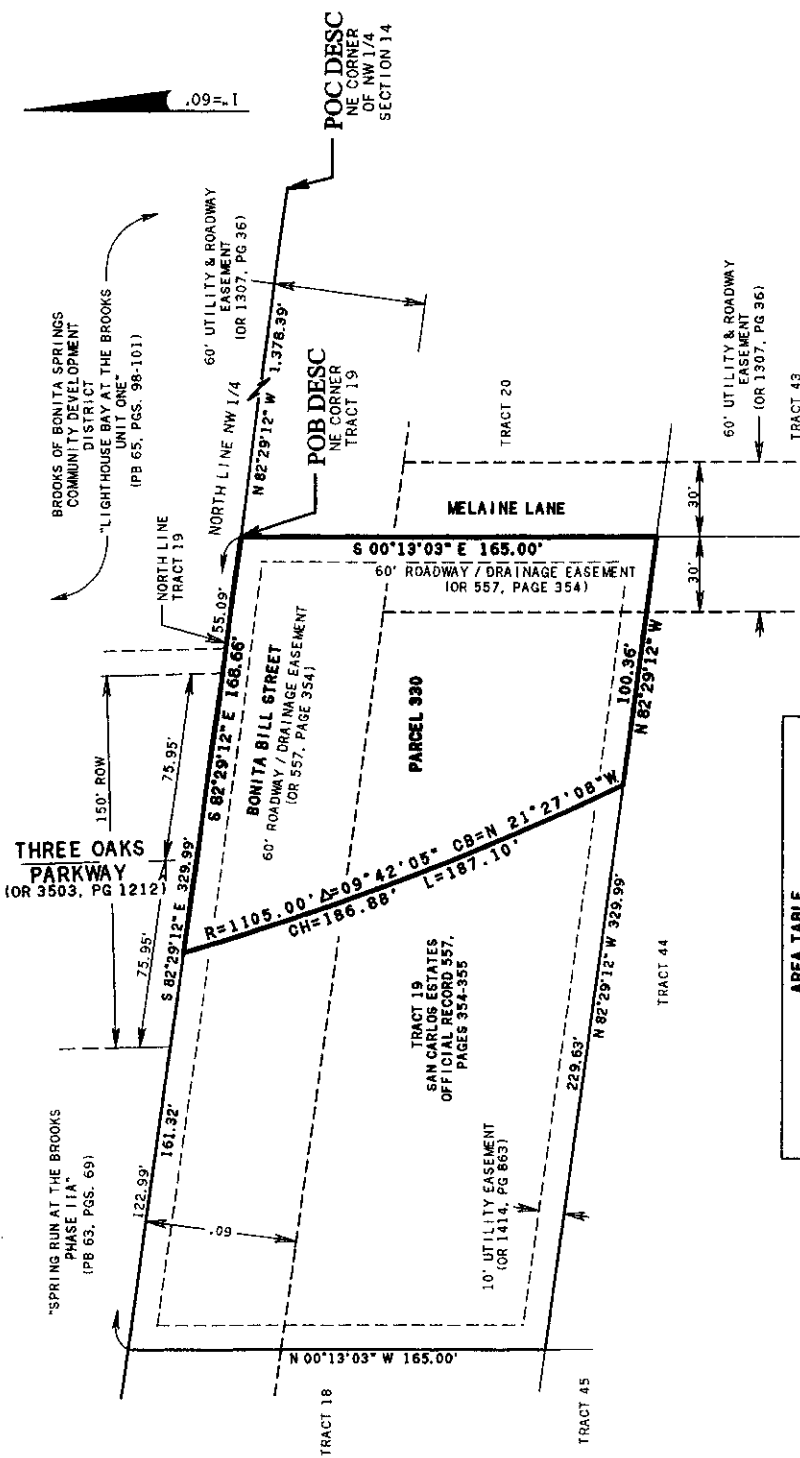 1"=60'
POC DESC
NE CORNER
OF NW 1/4
SECTION 14
BROOKS OF BONITA SPRINGS
COMMUNITY DEVELOPMENT
DISTRICT
"LIGHTHOUSE BAY AT THE BROOKS
UNIT ONE"
(PB 65, PGS. 98-101)
60' UTILITY & ROADWAY
EASEMENT
(OR 1307, PG 36)
NORTH LINE NW 1/4
N 82°29'12" W 1,378.39'
POB DESC
NE CORNER
TRACT 19
NORTH LINE
TRACT 19
55.09'
150' ROW
75.95'
75.95'
THREE OAKS
PARKWAY
(OR 3503, PG 1212)
S 82°29'12" E 329.99'
S 82°29'12" E 168.66'
"SPRING RUN AT THE BROOKS
PHASE IIA"
(PB 63, PGS. 69)
122.99'
161.32'
60'
BONITA BILL STREET
60' ROADWAY / DRAINAGE EASEMENT
(OR 557, PAGE 354)
S 00°13'03" E 165.00'
60' ROADWAY / DRAINAGE EASEMENT
(OR 557, PAGE 354)
MELAINE LANE
TRACT 20
60' UTILITY & ROADWAY
EASEMENT
(OR 1307, PG 36)
TRACT 43
30'
30'
PARCEL 330
R=1105.00' Δ=09°42'05" CB=N 21°27'08"W
CH=186.88' L=187.10'
100.36'
N 82°29'12" W
TRACT 19
SAN CARLOS ESTATES
OFFICIAL RECORD 557,
PAGES 354-355
N 82°29'12" W 329.99'
229.63'
TRACT 44
10' UTILITY EASEMENT
(OR 1414, PG 863)
N 00°13'03" W 165.00'
TRACT 18
TRACT 45
AREA TABLE